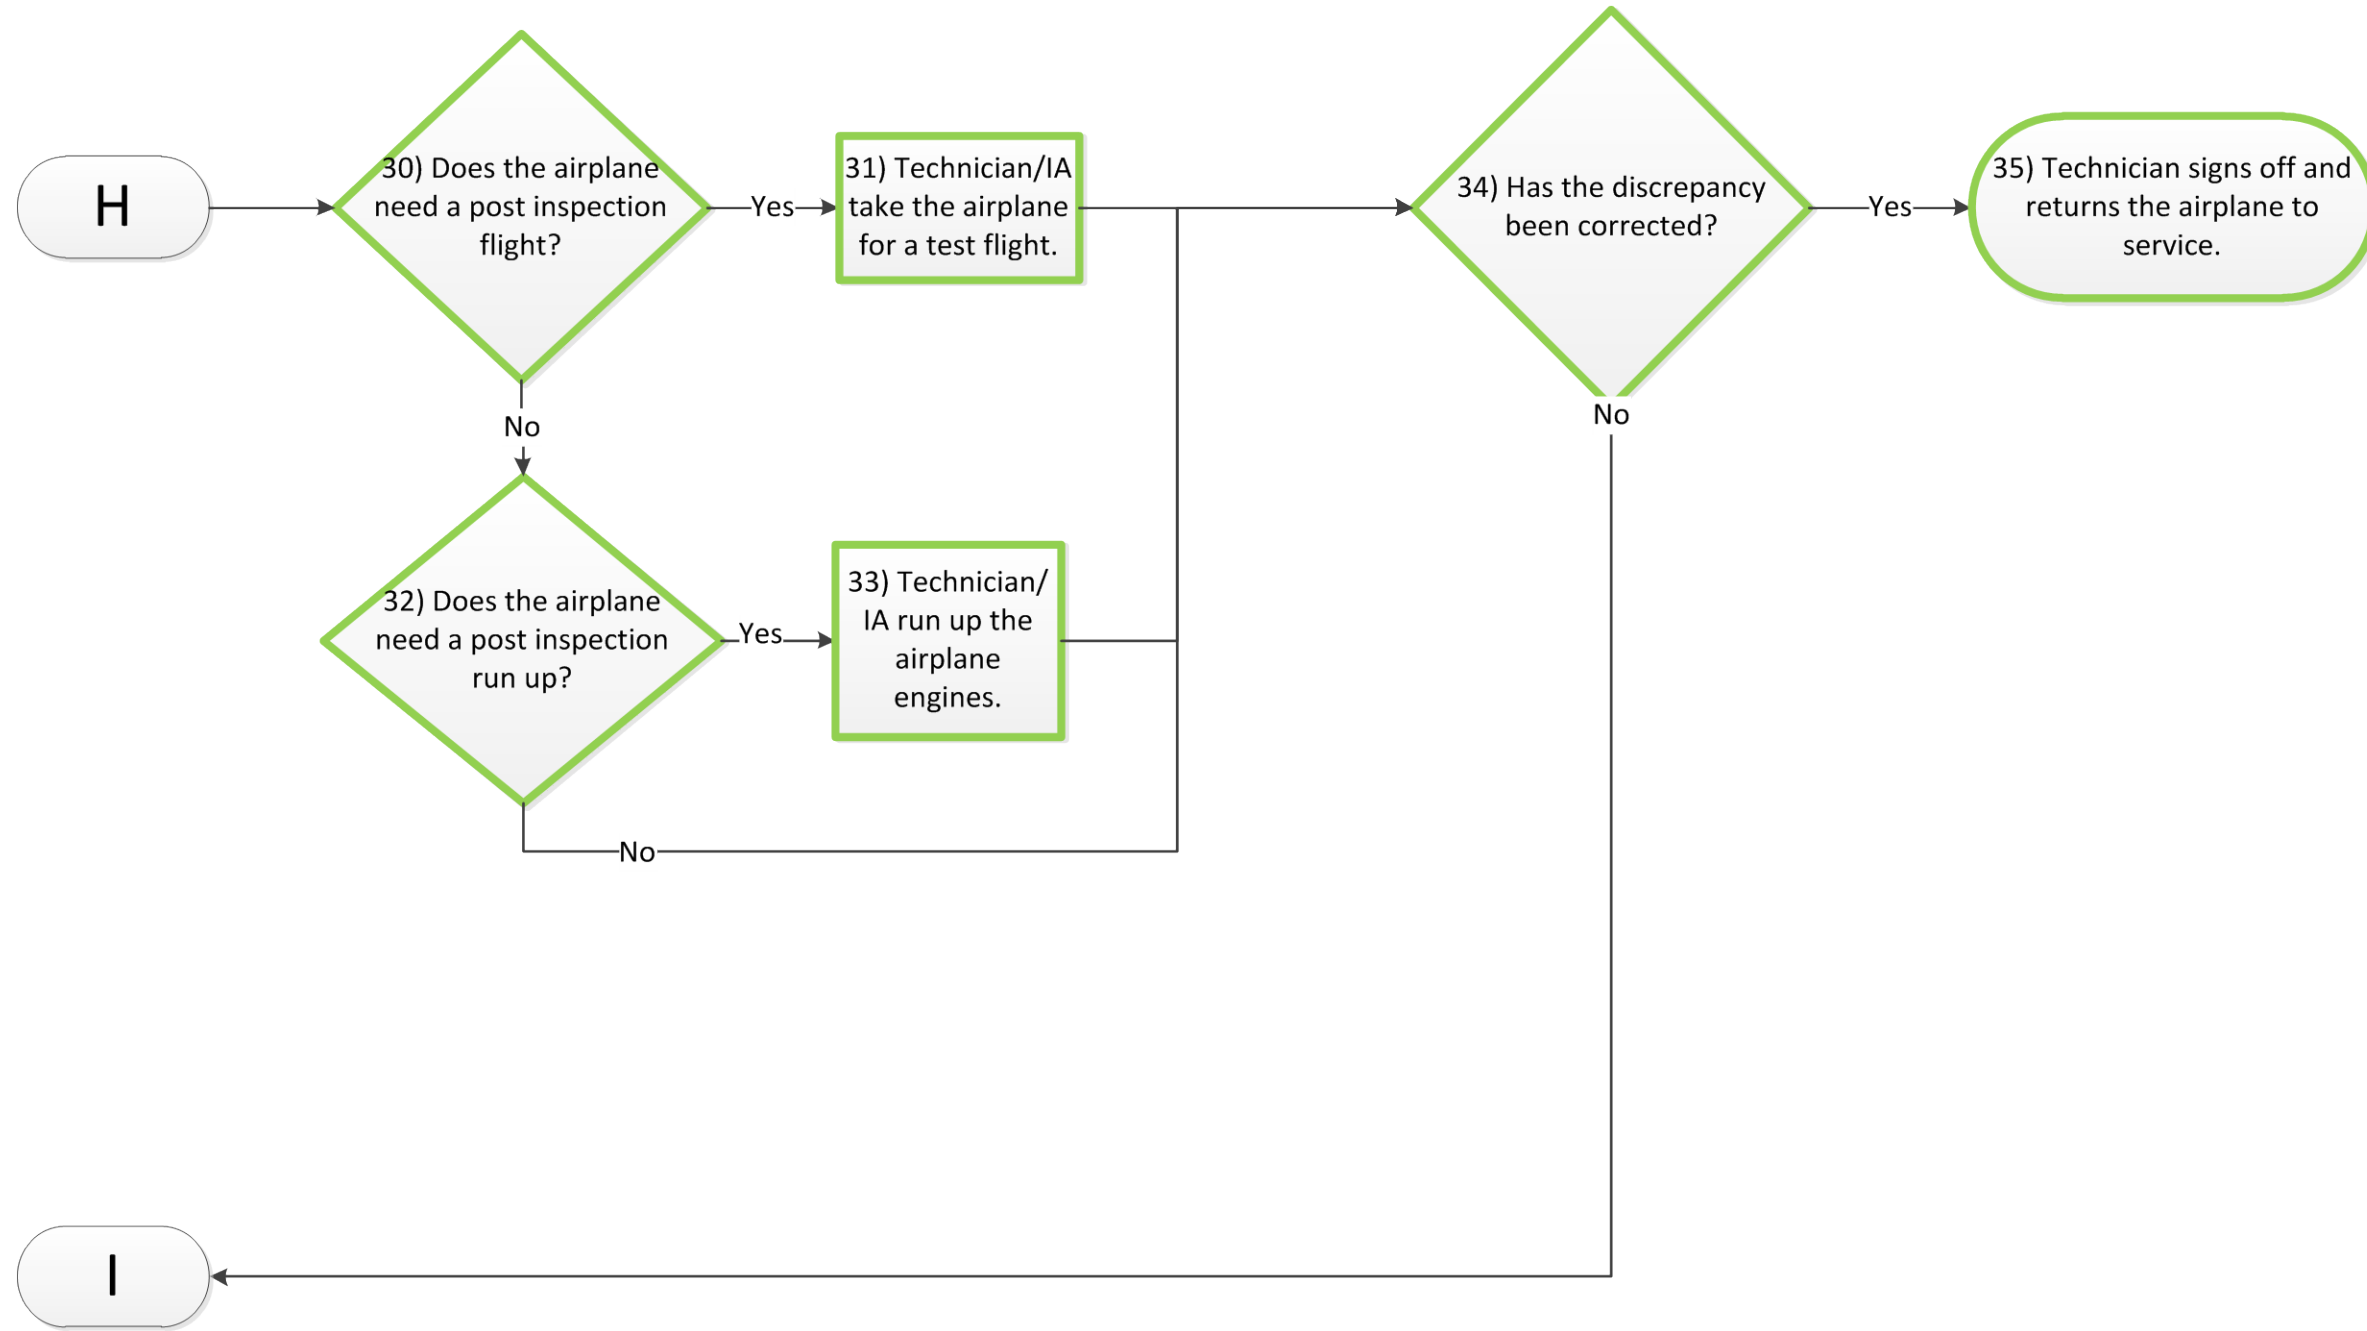 H
30) Does the airplane
need a post inspection
flight?
Yes
31) Technician/IA
take the airplane
for a test flight.
34) Has the discrepancy
been corrected?
Yes
35) Technician signs off and
returns the airplane to
service.
No
No
32) Does the airplane
need a post inspection
run up?
Yes
33) Technician/
IA run up the
airplane
engines.
No
I